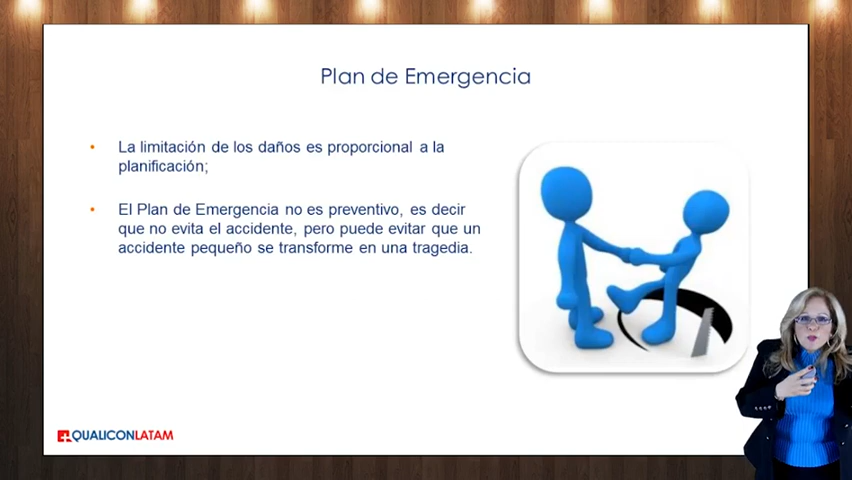 Plan de Emergencia
• La limitación de los daños es proporcional a la
planificación;
• El Plan de Emergencia no es preventivo, es decir
que no evita el accidente, pero puede evitar que un
accidente pequeño se transforme en una tragedia.
QUALICONLATAM